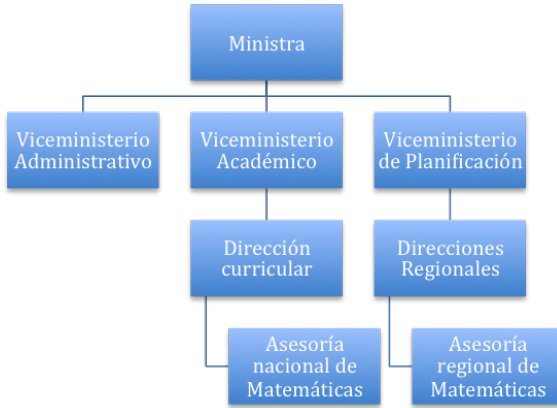 Ministra
Viceministerio
Administrativo
Viceministerio
Académico
Viceministerio
de Planificación
Dirección
curricular
Direcciones
Regionales
Asesoría
nacional de
Matemáticas
Asesoría
regional de
Matemáticas